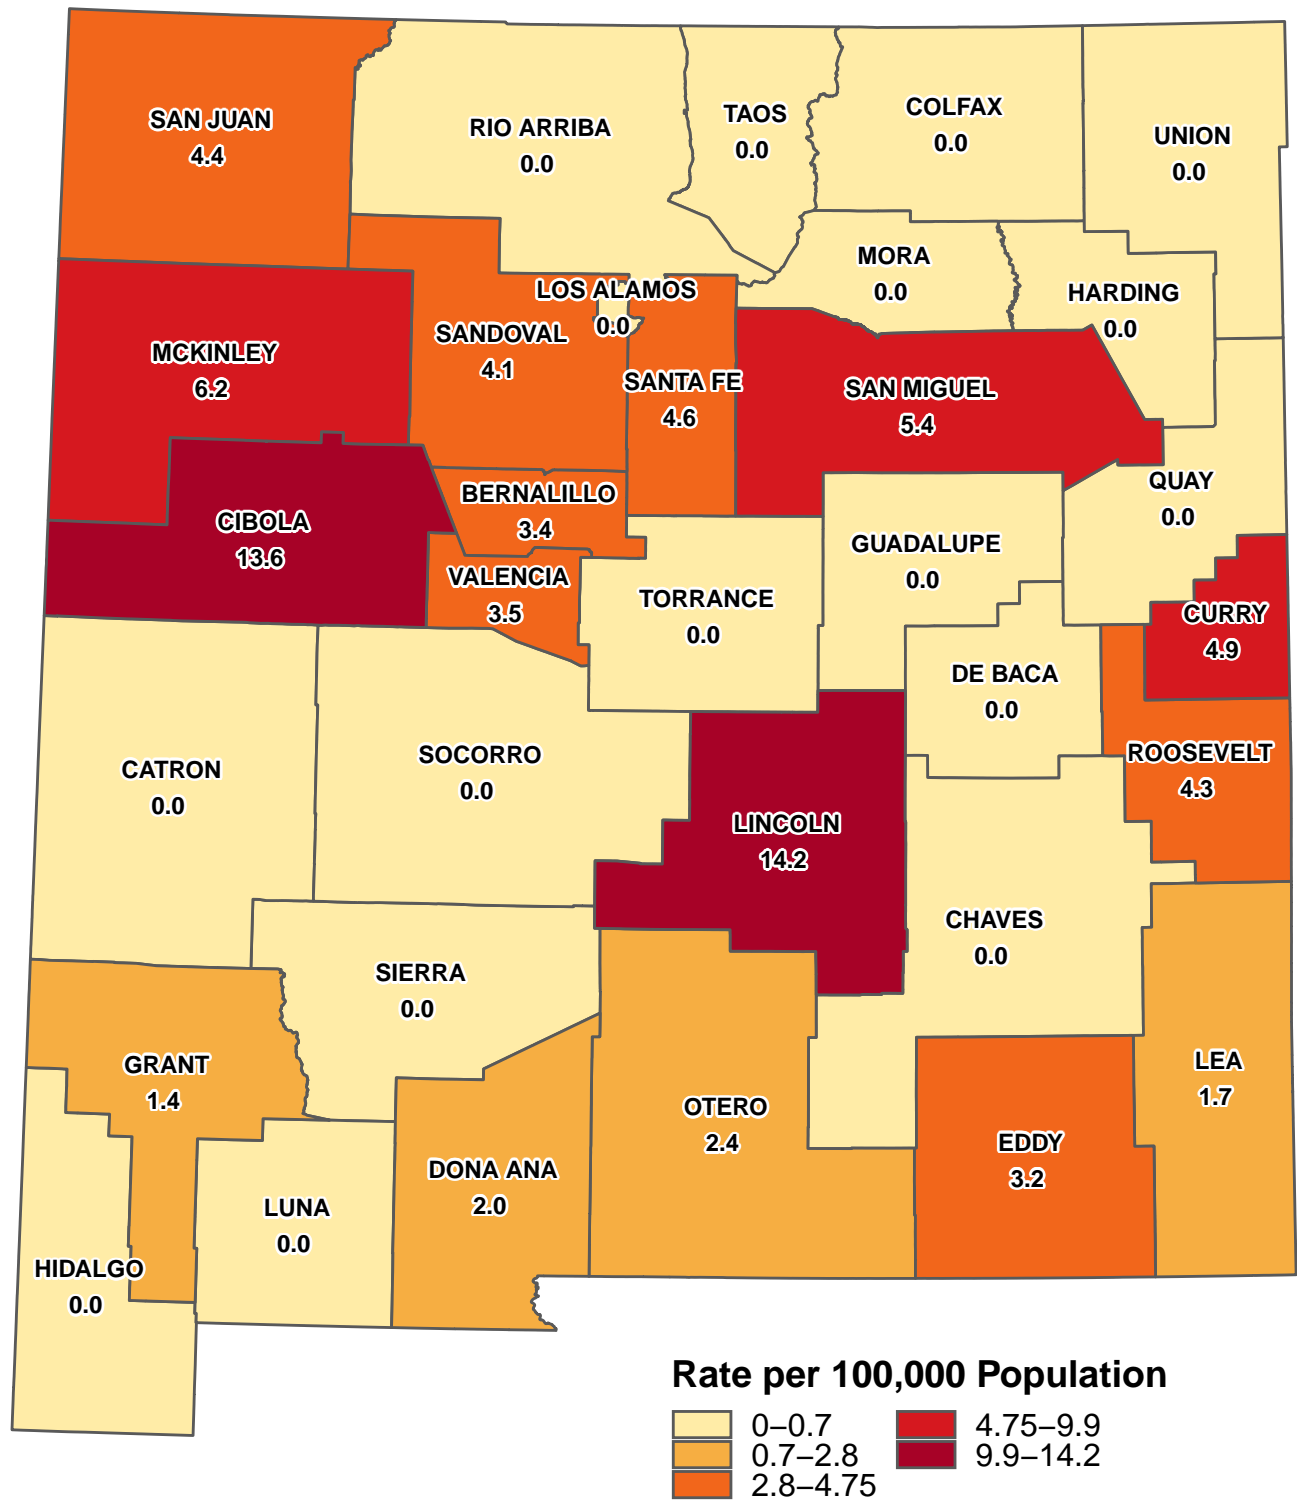 SAN JUAN
4.4
RIO ARRIBA
0.0
TAOS
0.0
COLFAX
0.0
UNION
0.0
MORA
0.0
HARDING
0.0
LOS ALAMOS
0.0
SANDOVAL
4.1
MCKINLEY
6.2
SANTA FE
4.6
SAN MIGUEL
5.4
QUAY
0.0
CIBOLA
13.6
BERNALILLO
3.4
VALENCIA
3.5
TORRANCE
0.0
GUADALUPE
0.0
CURRY
4.9
DE BACA
0.0
ROOSEVELT
4.3
CATRON
0.0
SOCORRO
0.0
LINCOLN
14.2
CHAVES
0.0
SIERRA
0.0
GRANT
1.4
OTERO
2.4
LEA
1.7
EDDY
3.2
DONA ANA
2.0
LUNA
0.0
HIDALGO
0.0
Rate per 100,000 Population
0–0.7
0.7–2.8
2.8–4.75
4.75–9.9
9.9–14.2